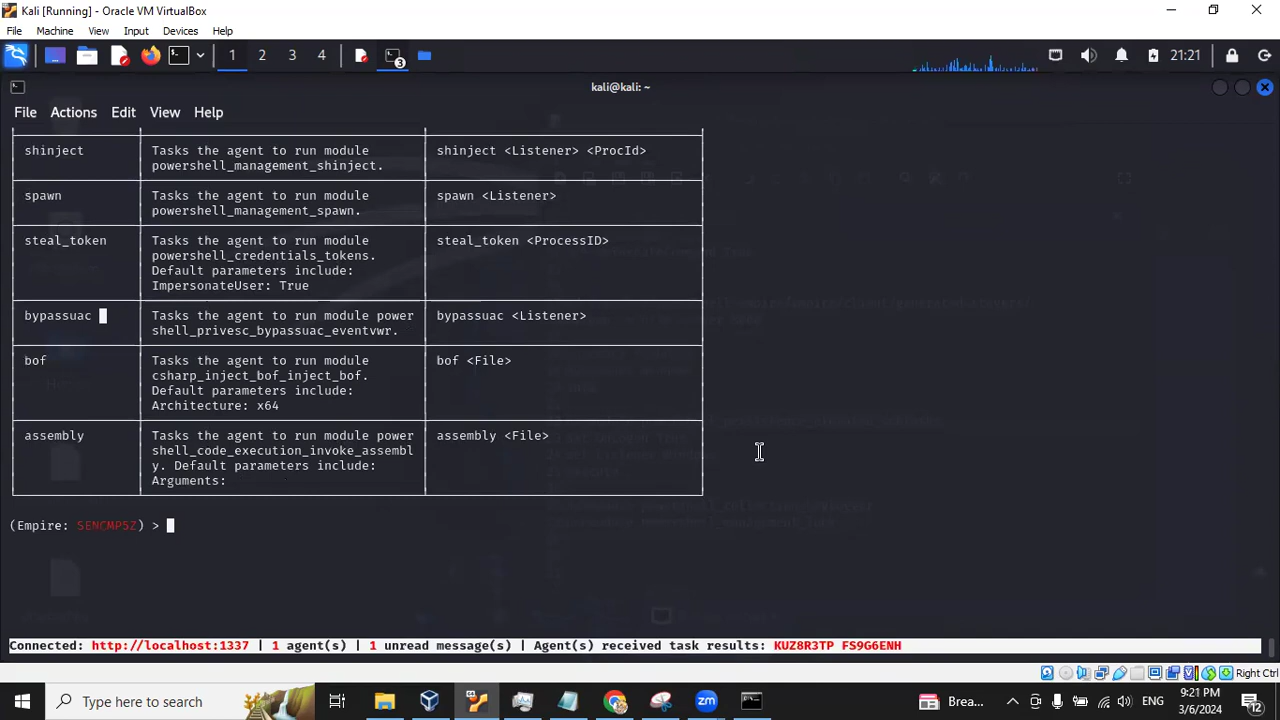 Kali [Running] - Oracle VM VirtualBox
File Machine View Input Devices Help
1 2 3 4 3 21:21
kali@kali: ~
File Actions Edit View Help
shinject Tasks the agent to run module shinject <Listener> <ProcId>
powershell_management_shinject.
spawn Tasks the agent to run module spawn <Listener>
powershell_management_spawn.
steal_token Tasks the agent to run module steal_token <ProcessID>
powershell_credentials_tokens.
Default parameters include:
ImpersonateUser: True
bypassuac Tasks the agent to run module power bypassuac <Listener>
shell_privesc_bypassuac_eventvwr.
bof Tasks the agent to run module bof <File>
csharp_inject_bof_inject_bof.
Default parameters include:
Architecture: x64
assembly Tasks the agent to run module power assembly <File>
shell_code_execution_invoke_assembl
y. Default parameters include:
Arguments:
(Empire: SENCMP5Z) >
Connected: http://localhost:1337 | 1 agent(s) | 1 unread message(s) | Agent(s) received task results: KUZ8R3TP FS9G6ENH
Right Ctrl
Type here to search zm Brea... ENG 9:21 PM
3/6/2024 12